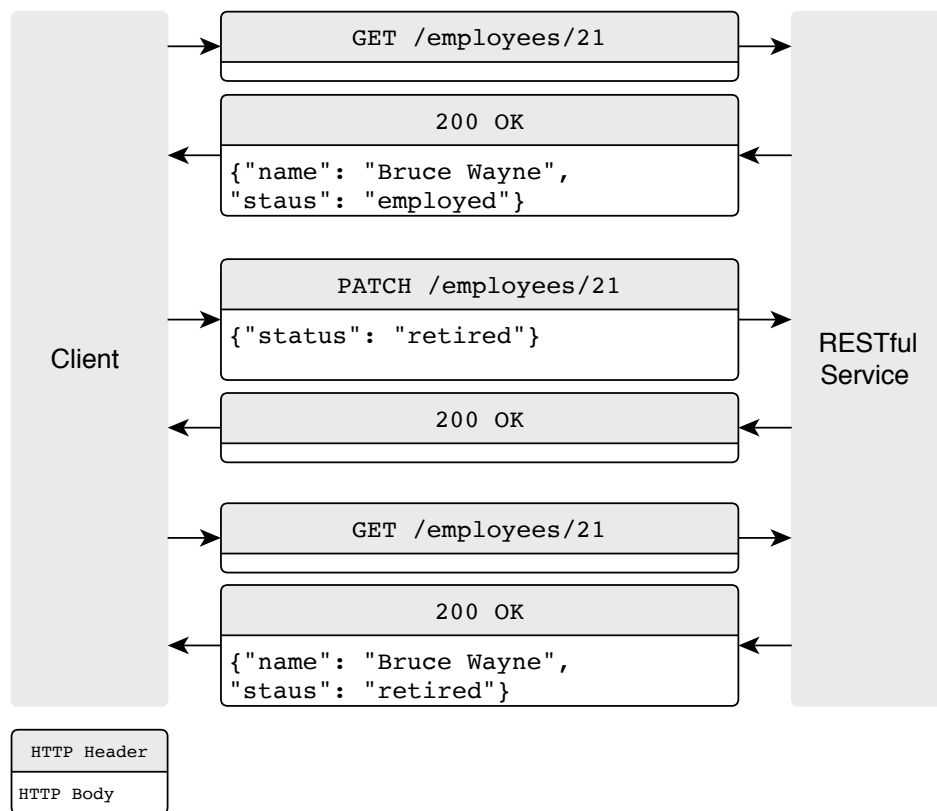 GET /employees/21
200 OK
{"name": "Bruce Wayne",
"staus": "employed"}
PATCH /employees/21
{"status": "retired"}
Client
RESTful
Service
200 OK
GET /employees/21
200 OK
{"name": "Bruce Wayne",
"staus": "retired"}
HTTP Header
HTTP Body